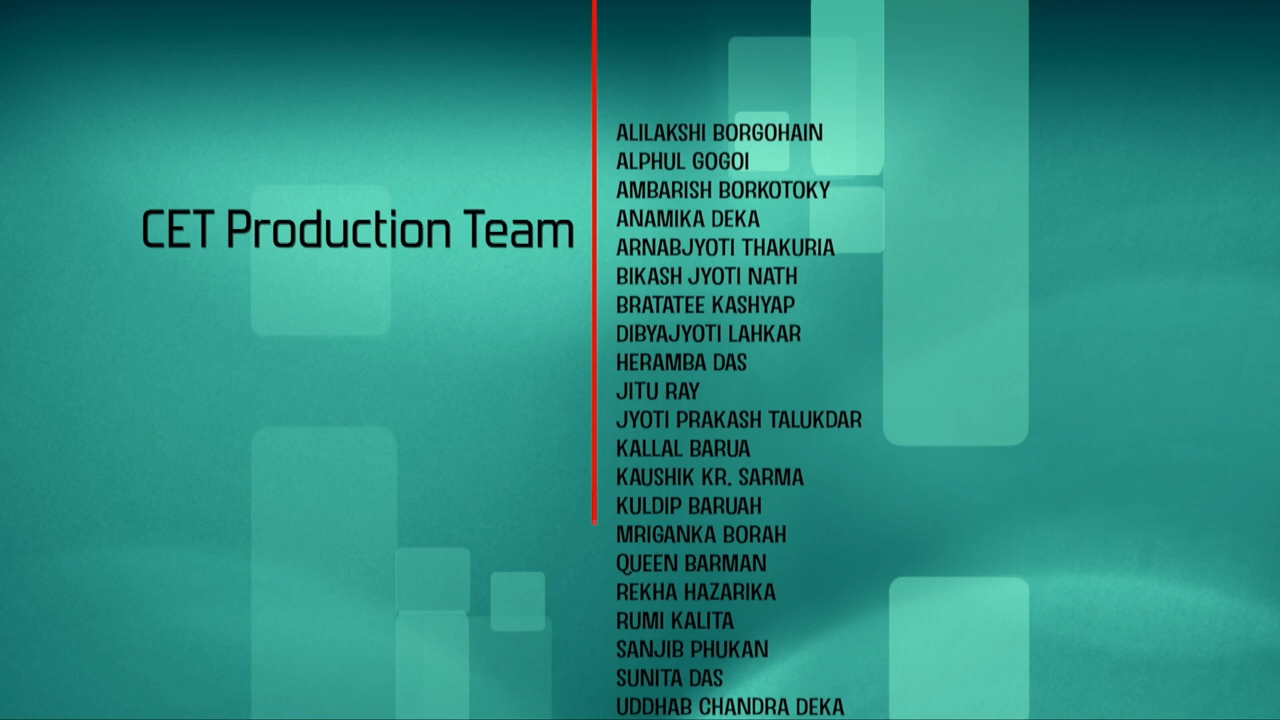 CET Production Team
ALILAKSHI BORGOHAIN
ALPHUL GOGOI
AMBARISH BORKOTOKY
ANAMIKA DEKA
ARNABJYOTI THAKURIA
BIKASH JYOTI NATH
BRATATEE KASHYAP
DIBYAJYOTI LAHKAR
HERAMBA DAS
JITU RAY
JYOTI PRAKASH TALUKDAR
KALLAL BARUA
KAUSHIK KR. SARMA
KULDIP BARUAH
MRIGANKA BORAH
QUEEN BARMAN
REKHA HAZARIKA
RUMI KALITA
SANJIB PHUKAN
SUNITA DAS
UDDHAB CHANDRA DEKA